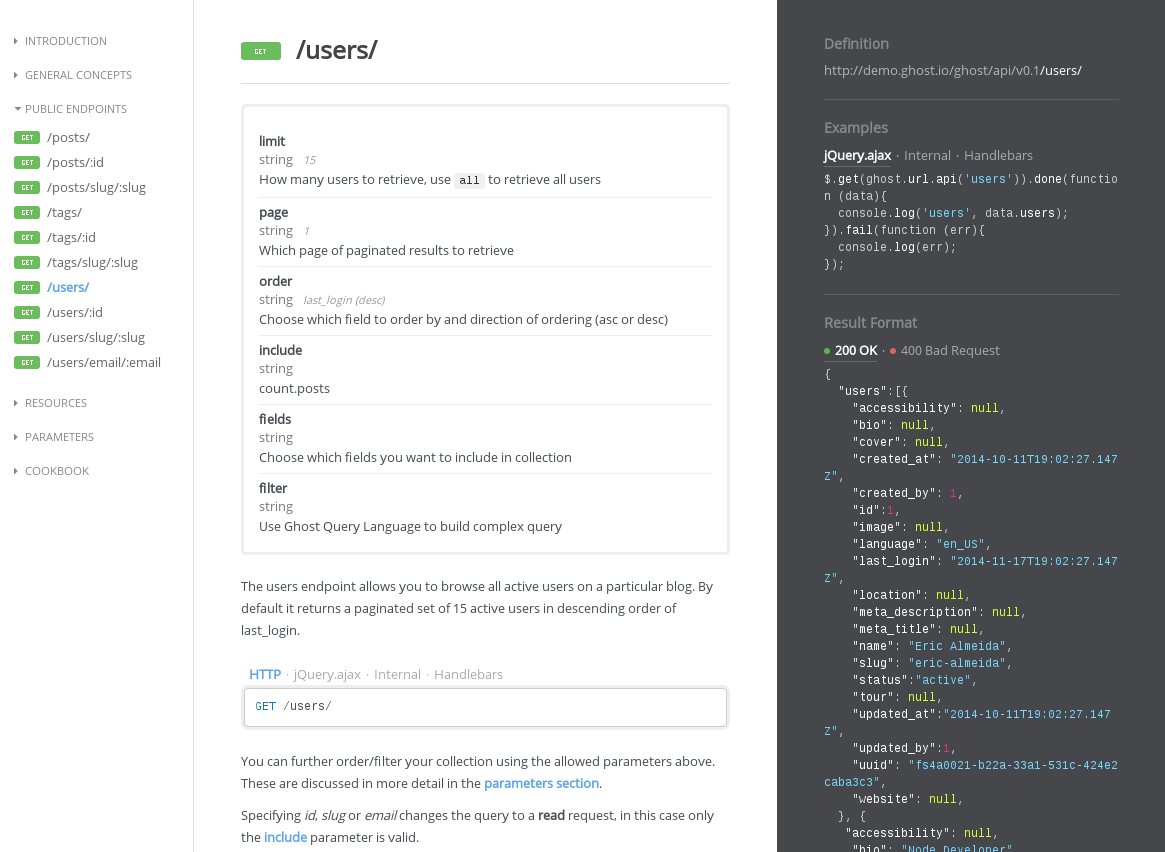 INTRODUCTION
GENERAL CONCEPTS
PUBLIC ENDPOINTS
GET /posts/
GET /posts/:id
GET /posts/slug/:slug
GET /tags/
GET /tags/:id
GET /tags/slug/:slug
GET /users/
GET /users/:id
GET /users/slug/:slug
GET /users/email/:email
RESOURCES
PARAMETERS
COOKBOOK
GET /users/
limit
string 15
How many users to retrieve, use all to retrieve all users
page
string 1
Which page of paginated results to retrieve
order
string last_login (desc)
Choose which field to order by and direction of ordering (asc or desc)
include
string
count.posts
fields
string
Choose which fields you want to include in collection
filter
string
Use Ghost Query Language to build complex query
The users endpoint allows you to browse all active users on a particular blog. By
default it returns a paginated set of 15 active users in descending order of
last_login.
HTTP · jQuery.ajax · Internal · Handlebars
GET /users/
You can further order/filter your collection using the allowed parameters above.
These are discussed in more detail in the parameters section.
Specifying id, slug or email changes the query to a read request, in this case only
the include parameter is valid.
Definition
http://demo.ghost.io/ghost/api/v0.1/users/
Examples
jQuery.ajax · Internal · Handlebars
$.get(ghost.url.api('users')).done(functio
n (data){
  console.log('users', data.users);
}).fail(function (err){
  console.log(err);
});
Result Format
200 OK · 400 Bad Request
{
  "users":[{
    "accessibility": null,
    "bio": null,
    "cover": null,
    "created_at": "2014-10-11T19:02:27.147
Z",
    "created_by": 1,
    "id":1,
    "image": null,
    "language": "en_US",
    "last_login": "2014-11-17T19:02:27.147
Z",
    "location": null,
    "meta_description": null,
    "meta_title": null,
    "name": "Eric Almeida",
    "slug": "eric-almeida",
    "status":"active",
    "tour": null,
    "updated_at":"2014-10-11T19:02:27.147
Z",
    "updated_by":1,
    "uuid": "fs4a0021-b22a-33a1-531c-424e2
caba3c3",
    "website": null,
  }, {
   "accessibility": null,
    "bio": "Node Developer"